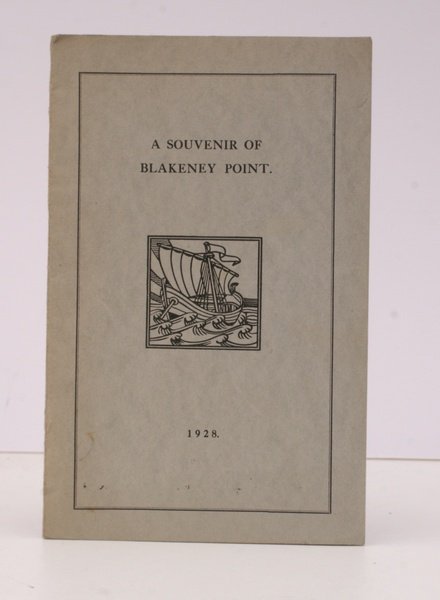 A SOUVENIR OF
BLAKENEY POINT.
1928.